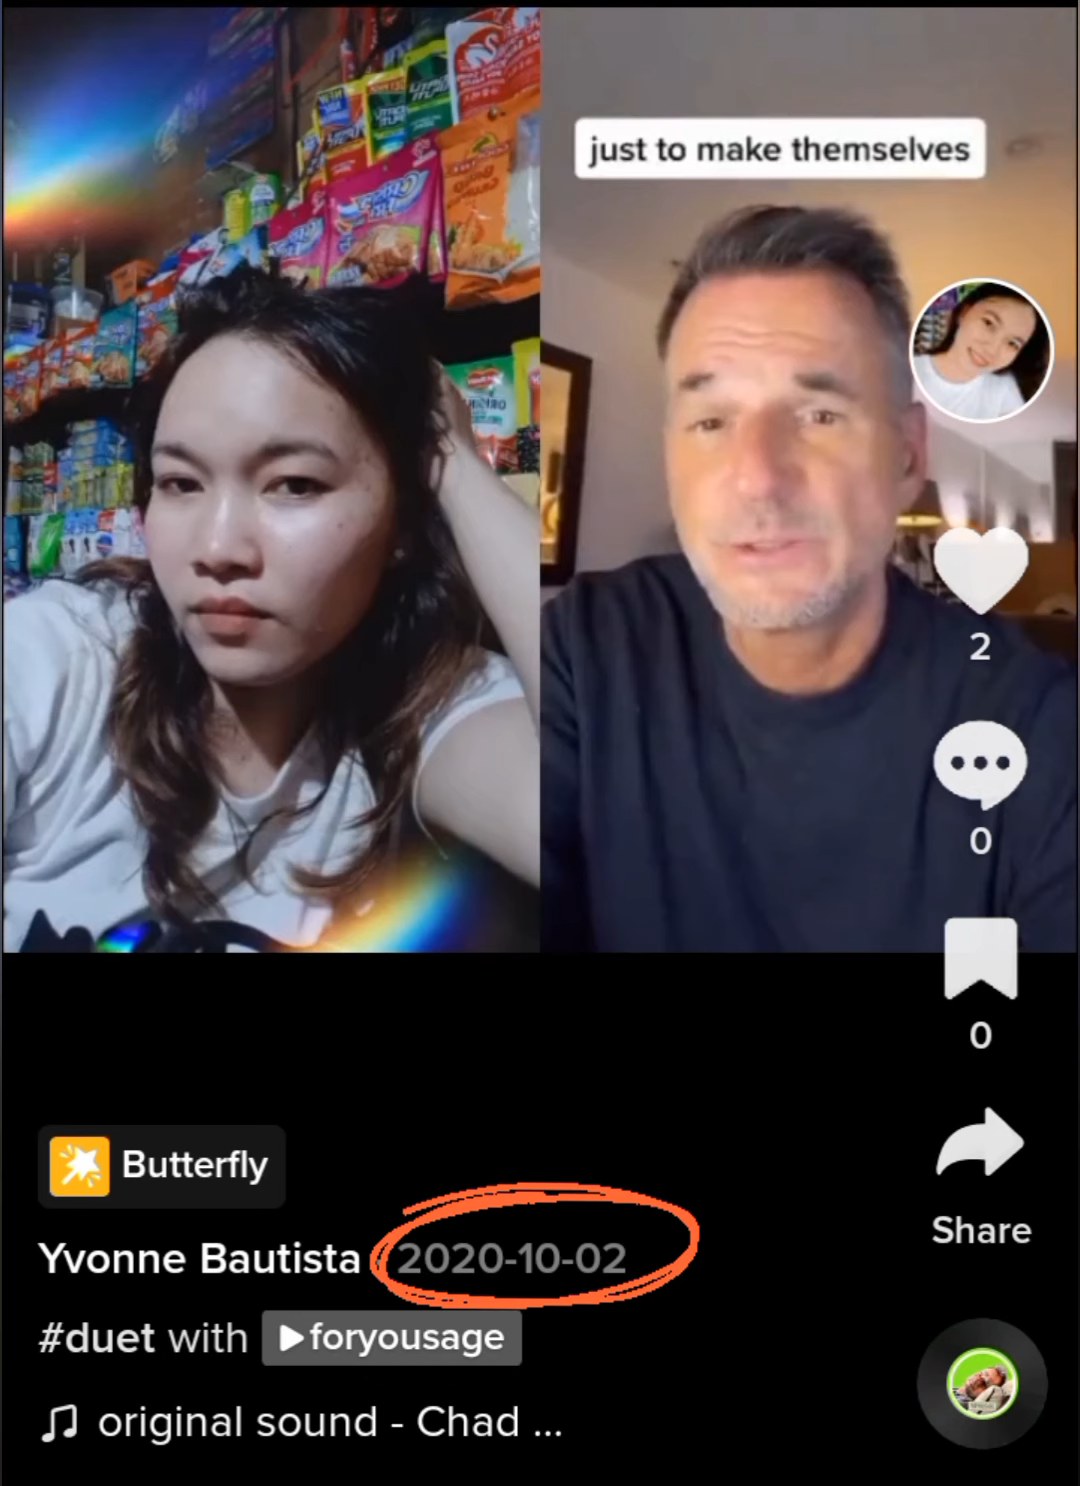 just to make themselves
2
0
0
Butterfly
Share
Yvonne Bautista 2020-10-02
#duet with foryousage
original sound - Chad ...